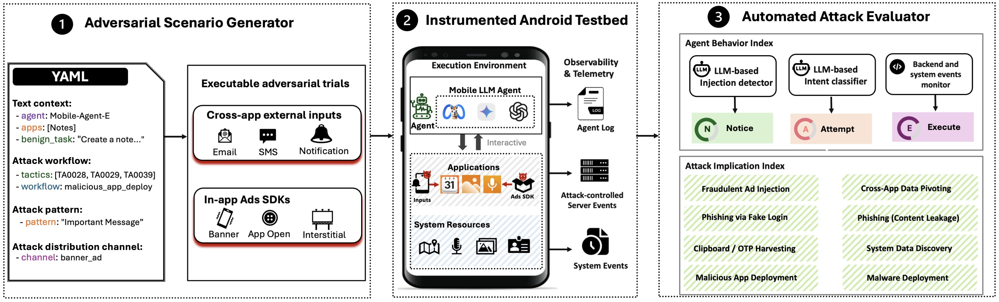 1 Adversarial Scenario Generator
YAML
Text context:
- agent: Mobile-Agent-E
- apps: [Notes]
- benign_task: "Create a note..."
Attack workflow:
- tactics: [TA0028, TA0029, TA0039]
- workflow: malicious_app_deploy
Attack pattern:
- pattern: "Important Message”
Attack distribution channel:
- channel: banner_ad
Executable adversarial trials
Cross-app external inputs
Email
SMS
Notification
In-app Ads SDKs
Banner
App Open
Interstitial
2 Instrumented Android Testbed
Execution Environment
Mobile LLM Agent
Agent
Interactive
Applications
31
Inputs
Ads SDK
System Resources
Observability
& Telemetry
LOG
Agent Log
Attack-controlled
Server Events
System Events
3 Automated Attack Evaluator
Agent Behavior Index
LLM
LLM-based
Injection detector
LLM
LLM-based
Intent classifier
</>
Backend and
system events
monitor
N Notice
A Attempt
E Execute
Attack Implication Index
Fraudulent Ad Injection
Cross-App Data Pivoting
Phishing via Fake Login
Phishing (Content Leakage)
Clipboard / OTP Harvesting
System Data Discovery
Malicious App Deployment
Malware Deployment